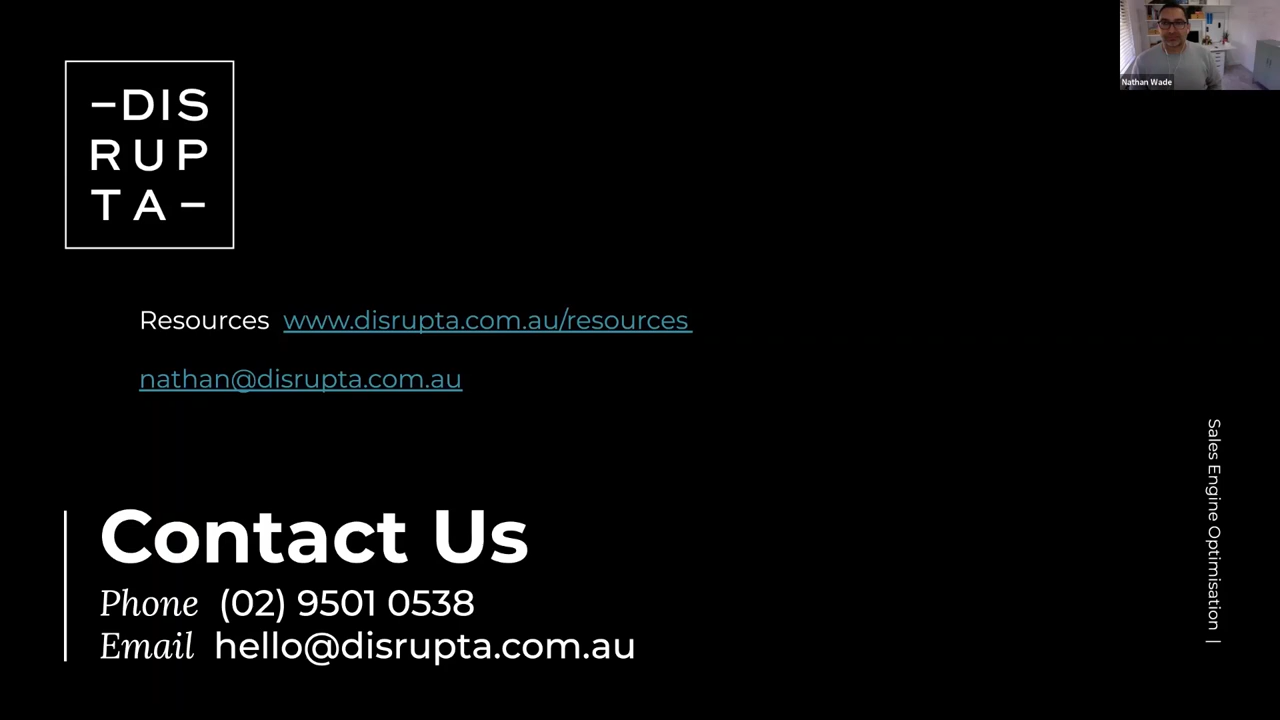 —DIS
RUP
TA—
Nathan Wade
Resources www.disrupta.com.au/resources
nathan@disrupta.com.au
Sales Engine Optimisation |
Contact Us
Phone (02) 9501 0538
Email hello@disrupta.com.au